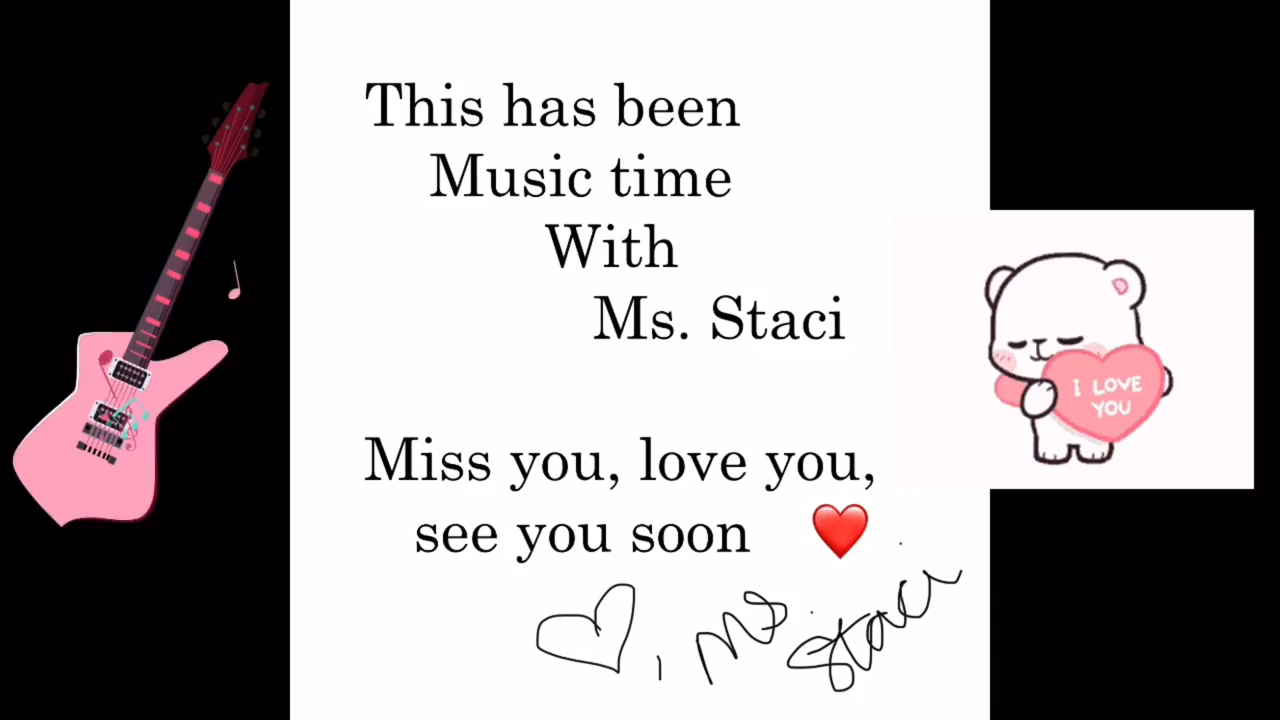 This has been
Music time
With
Ms. Staci
I LOVE
YOU
Miss you, love you,
see you soon ❤️
♡, Ms Staci